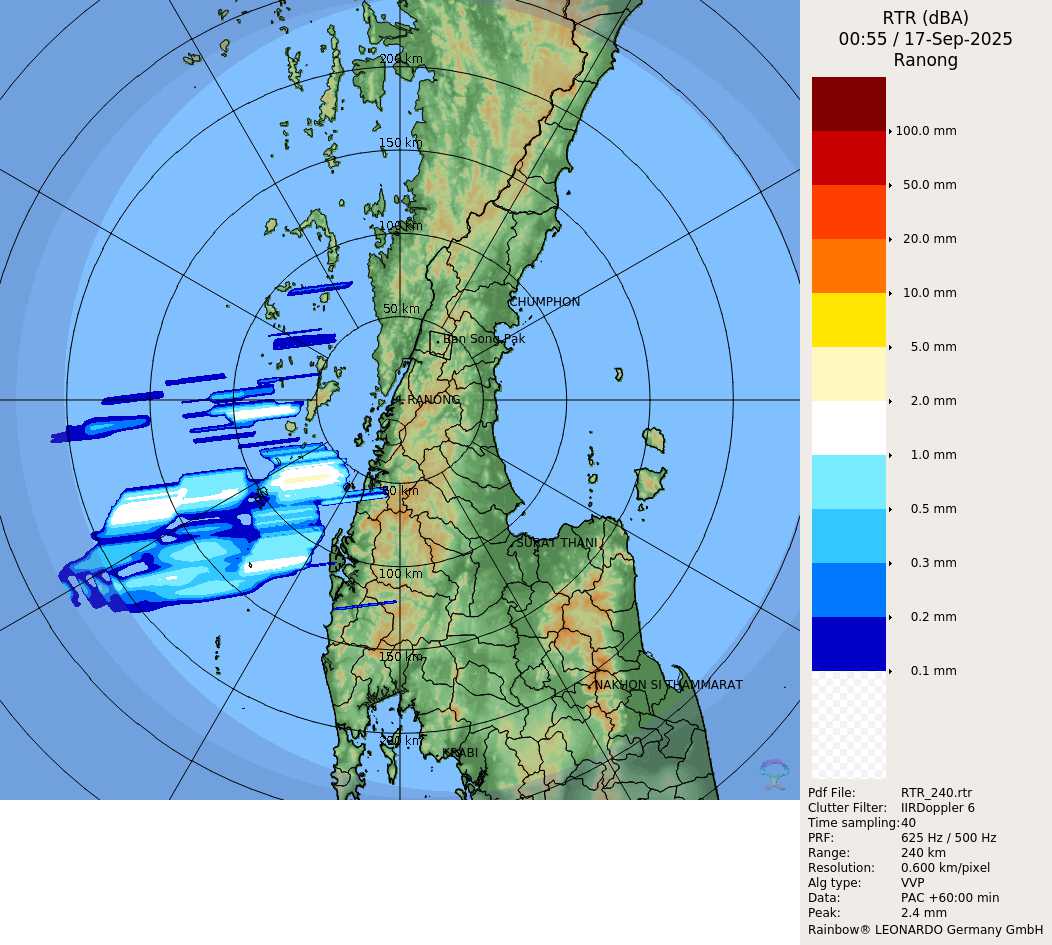 RTR (dBA)
00:55 / 17-Sep-2025
Ranong
200 km
150 km
100 km
50 km
CHUMPHON
Ban Song Pak
RANONG
50 km
SURAT THANI
100 km
150 km
NAKHON SI THAMMARAT
200 km
KRABI
100.0 mm
50.0 mm
20.0 mm
10.0 mm
5.0 mm
2.0 mm
1.0 mm
0.5 mm
0.3 mm
0.2 mm
0.1 mm
Pdf File: RTR_240.rtr
Clutter Filter: IIRDoppler 6
Time sampling:40
PRF: 625 Hz / 500 Hz
Range: 240 km
Resolution: 0.600 km/pixel
Alg type: VVP
Data: PAC +60:00 min
Peak: 2.4 mm
Rainbow® LEONARDO Germany GmbH